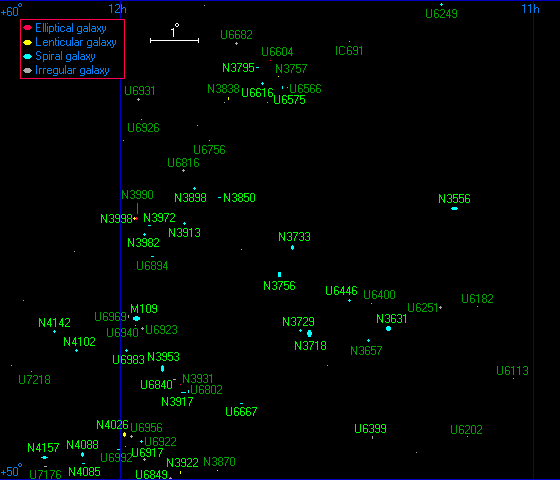 +60° 12h 11h
U6249
Elliptical galaxy
Lenticular galaxy
Spiral galaxy
Irregular galaxy
1°
U6682
IC691
U6604
N3795
N3757
U6931
N3838
U6616
U6566
U6575
U6926
U6756
U6816
N3990
N3898
N3850
N3556
N3998
N3972
N3913
N3982
N3733
U6894
N3756
U6446
U6400
U6182
U6251
M109
U6969
N4142
U6940
U6923
N3729
N3631
N4102
N3718
N3657
U6983
N3953
U7218
U6840
N3931
U6802
U6113
N3917
U6667
N4026
U6956
U6399
U6202
U6922
N4157
N4088
U6992
U6917
N3922
N3870
+50°
U7176
N4085
U6849